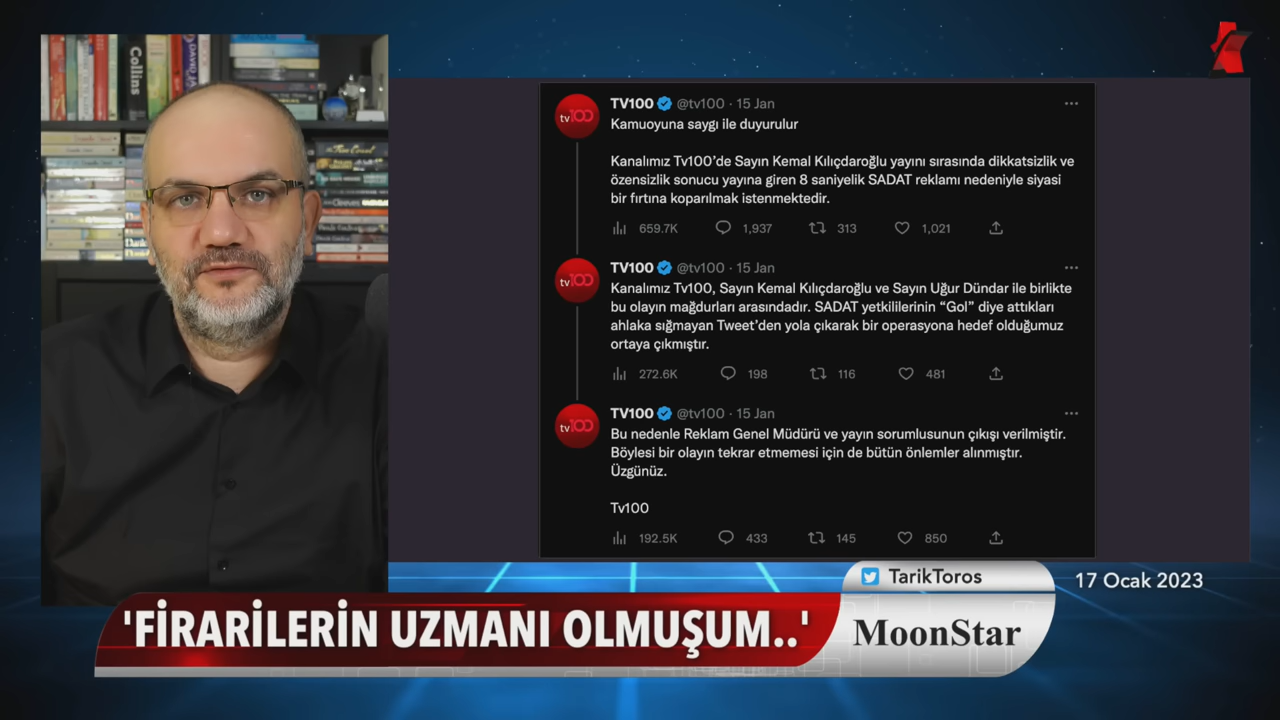 Collins
TV100 @tv100 · 15 Jan
Kamuoyuna saygı ile duyurulur
Kanalımız Tv100’de Sayın Kemal Kılıçdaroğlu yayını sırasında dikkatsizlik ve
özensizlik sonucu yayına giren 8 saniyelik SADAT reklamı nedeniyle siyasi
bir fırtına koparılmak istenmektedir.
659.7K 1,937 313 1,021
TV100 @tv100 · 15 Jan
Kanalımız Tv100, Sayın Kemal Kılıçdaroğlu ve Sayın Uğur Dündar ile birlikte
bu olayın mağdurları arasındadır. SADAT yetkililerinin “Gol” diye attıkları
ahlaka sığmayan Tweet’den yola çıkarak bir operasyona hedef olduğumuz
ortaya çıkmıştır.
272.6K 198 116 481
TV100 @tv100 · 15 Jan
Bu nedenle Reklam Genel Müdürü ve yayın sorumlusunun çıkışı verilmiştir.
Böylesi bir olayın tekrar etmemesi için de bütün önlemler alınmıştır.
Üzgünüz.
Tv100
192.5K 433 145 850
tv100
tv100
tv100
TarikToros
17 Ocak 2023
'FİRARİLERİN UZMANI OLMUŞUM..'
MoonStar